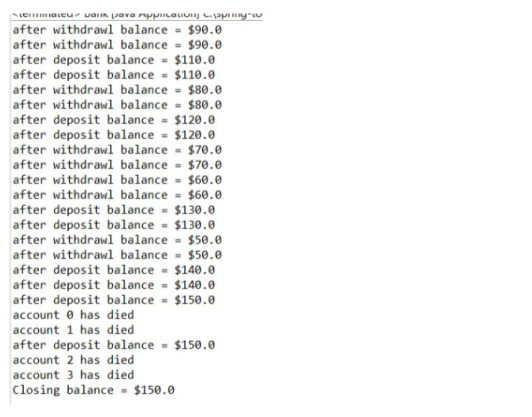 <terminated> Bank [Java Application] C:\spring-to
after withdrawl balance = $90.0
after withdrawl balance = $90.0
after deposit balance = $110.0
after deposit balance = $110.0
after withdrawl balance = $80.0
after withdrawl balance = $80.0
after deposit balance = $120.0
after deposit balance = $120.0
after withdrawl balance = $70.0
after withdrawl balance = $70.0
after withdrawl balance = $60.0
after withdrawl balance = $60.0
after deposit balance = $130.0
after deposit balance = $130.0
after withdrawl balance = $50.0
after withdrawl balance = $50.0
after deposit balance = $140.0
after deposit balance = $140.0
after deposit balance = $150.0
account 0 has died
account 1 has died
after deposit balance = $150.0
account 2 has died
account 3 has died
Closing balance = $150.0